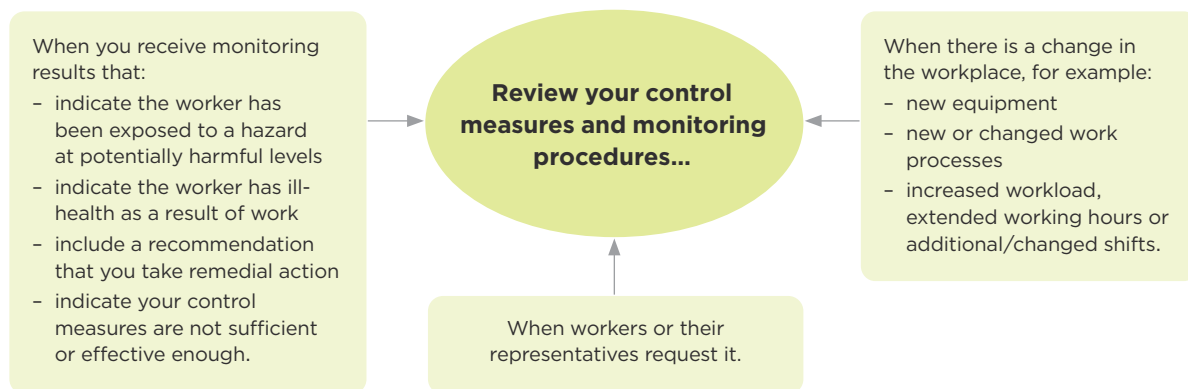 When you receive monitoring
results that:
– indicate the worker has
been exposed to a hazard
at potentially harmful levels
– indicate the worker has ill-
health as a result of work
– include a recommendation
that you take remedial action
– indicate your control
measures are not sufficient
or effective enough.
Review your control
measures and monitoring
procedures...
When workers or their
representatives request it.
When there is a change in
the workplace, for example:
– new equipment
– new or changed work
processes
– increased workload,
extended working hours or
additional/changed shifts.